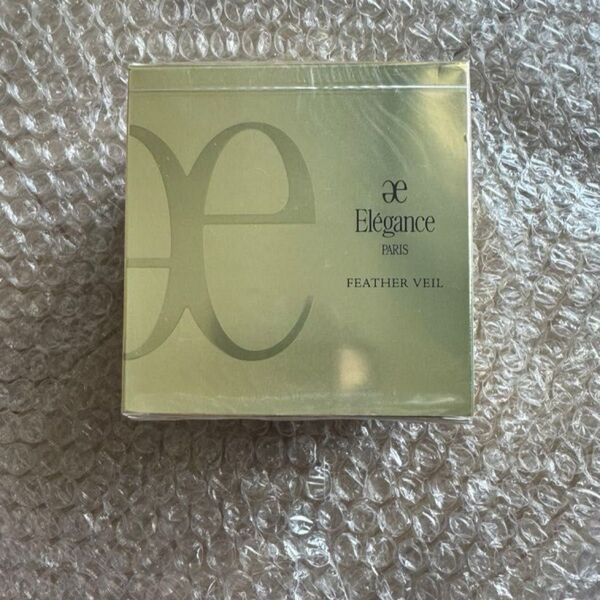 æ
æ
Elégance
PARIS
FEATHER VEIL